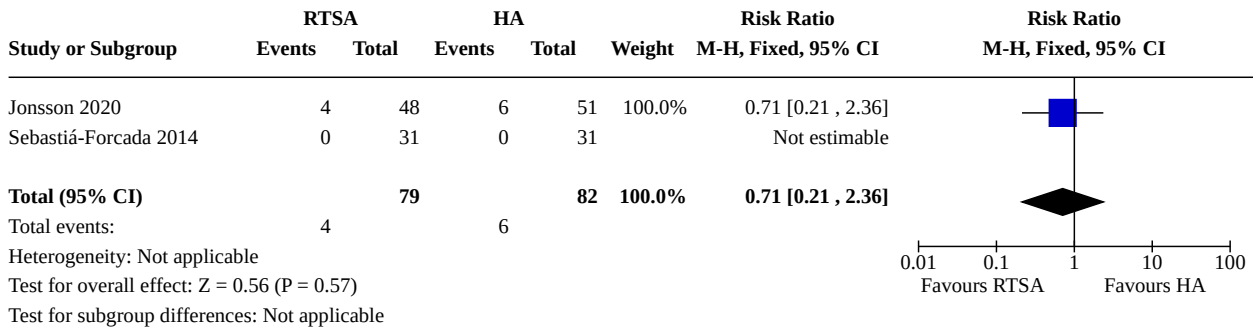 RTSA HA Risk Ratio Risk Ratio
Study or Subgroup Events Total Events Total Weight M-H, Fixed, 95% CI M-H, Fixed, 95% CI
Jonsson 2020 4 48 6 51 100.0% 0.71 [0.21 , 2.36]
Sebastiá-Forcada 2014 0 31 0 31 Not estimable
Total (95% CI) 79 82 100.0% 0.71 [0.21 , 2.36]
Total events: 4 6
Heterogeneity: Not applicable
0.01 0.1 1 10 100
Test for overall effect: Z = 0.56 (P = 0.57)
Favours RTSA Favours HA
Test for subgroup differences: Not applicable